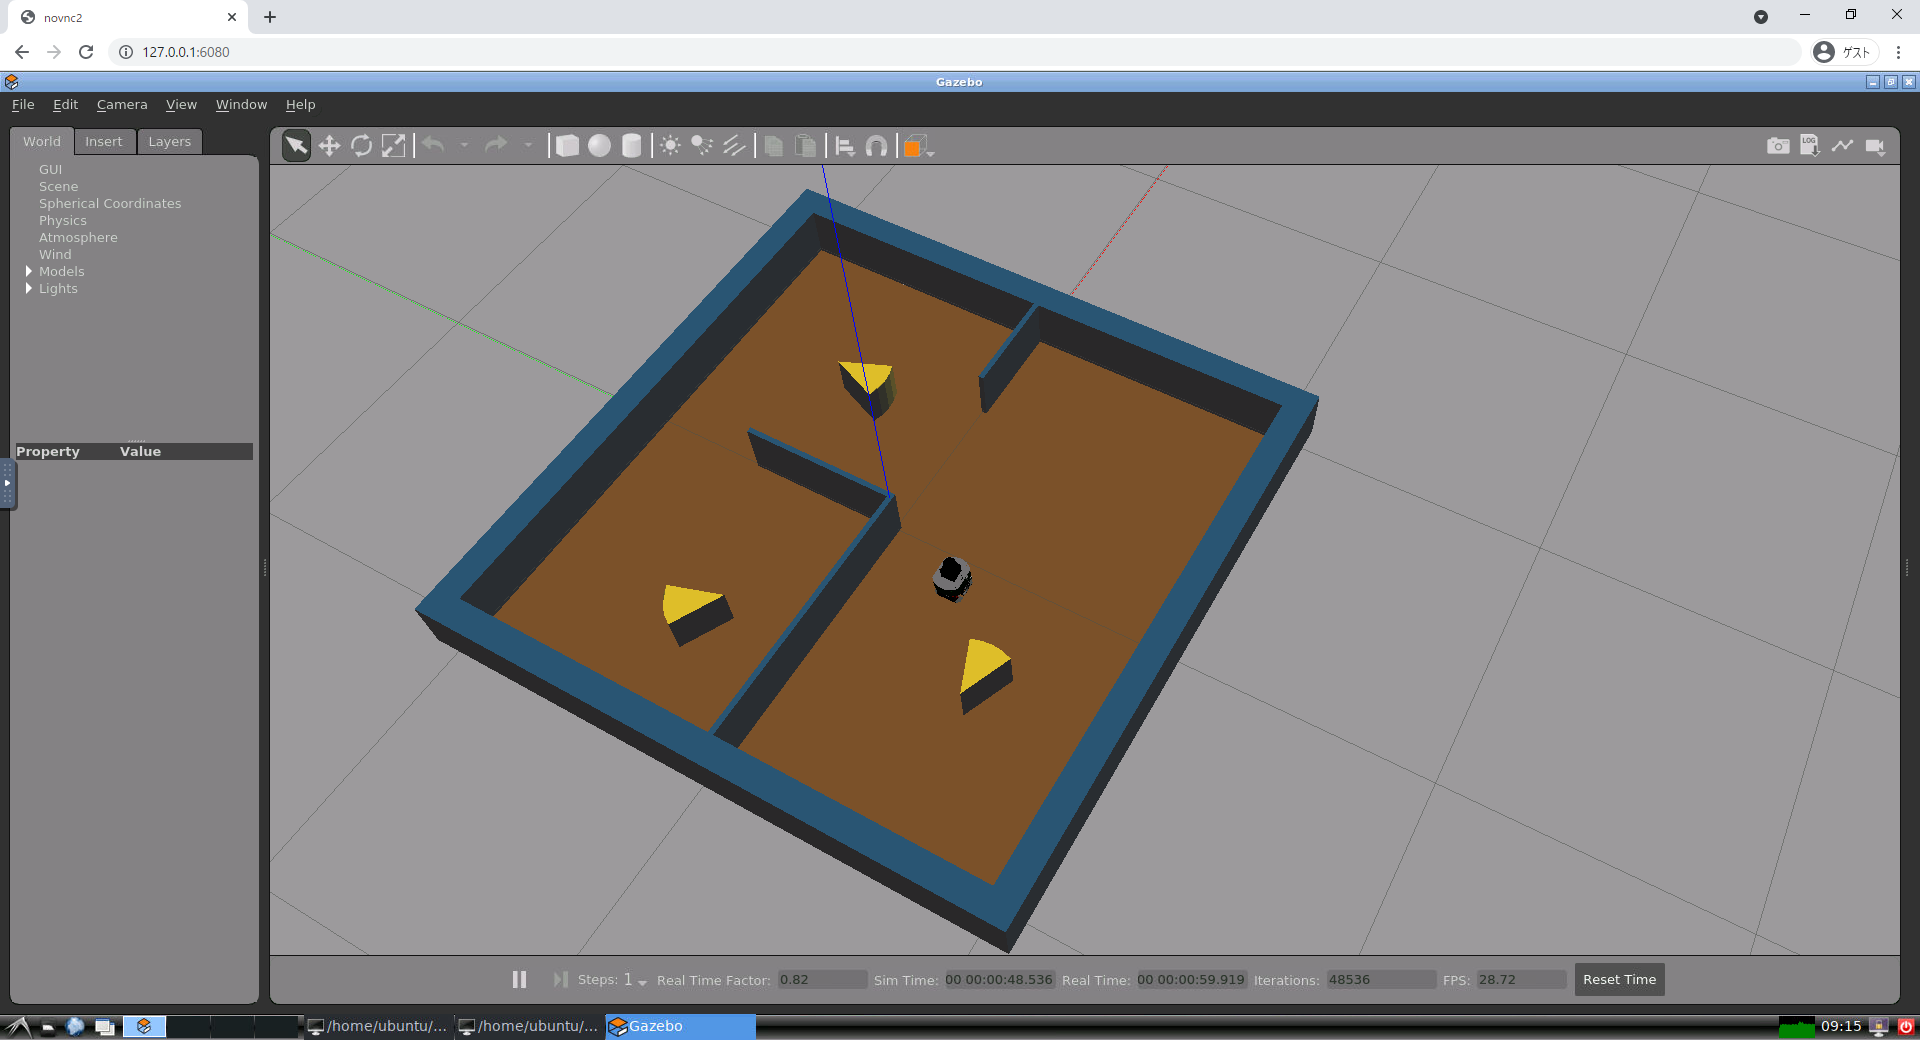 novnc2
127.0.0.1:6080
ゲスト
Gazebo
File Edit Camera View Window Help
World Insert Layers
LOG
GUI
Scene
Spherical Coordinates
Physics
Atmosphere
Wind
Models
Lights
Property Value
Steps: 1 Real Time Factor: 0.82 Sim Time: 00 00:00:48.536 Real Time: 00 00:00:59.919 Iterations: 48536 FPS: 28.72 Reset Time
/home/ubuntu/... /home/ubuntu/... Gazebo 09:15